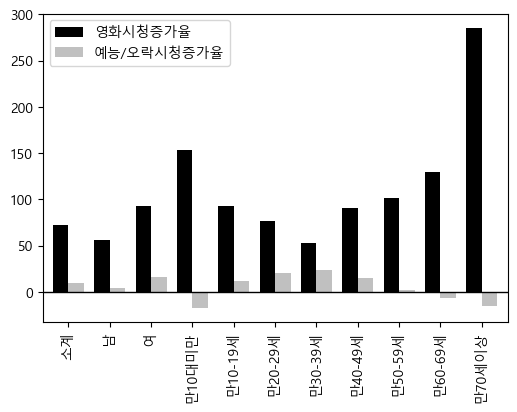 영화시청증가율
예능/오락시청증가율
300
250
200
150
100
50
0
소계
남
여
만10대미만
만10-19세
만20-29세
만30-39세
만40-49세
만50-59세
만60-69세
만70세이상